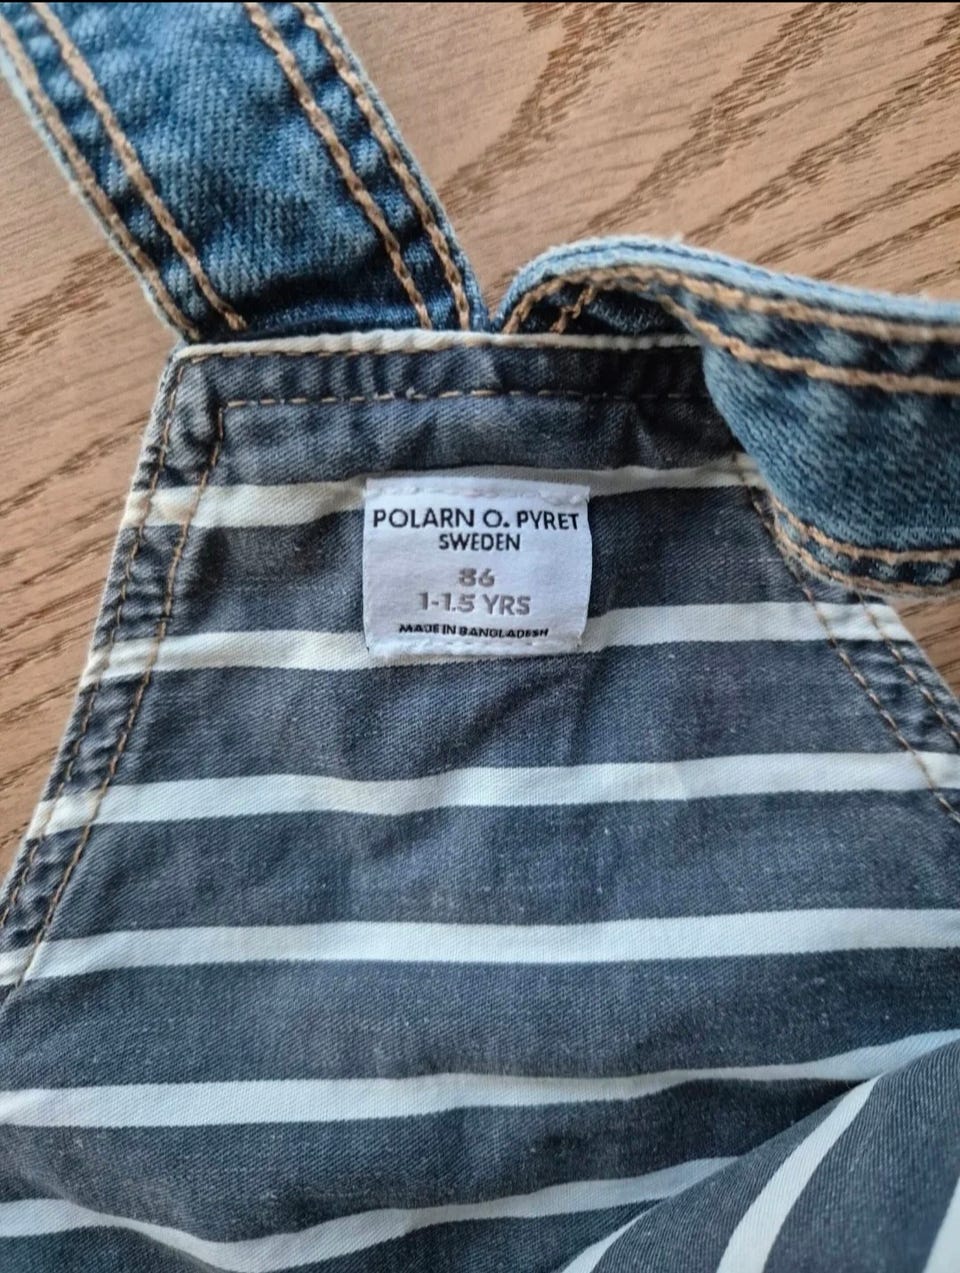 POLARN O. PYRET
SWEDEN
86
1-1.5 YRS
MADE IN BANGLADESH